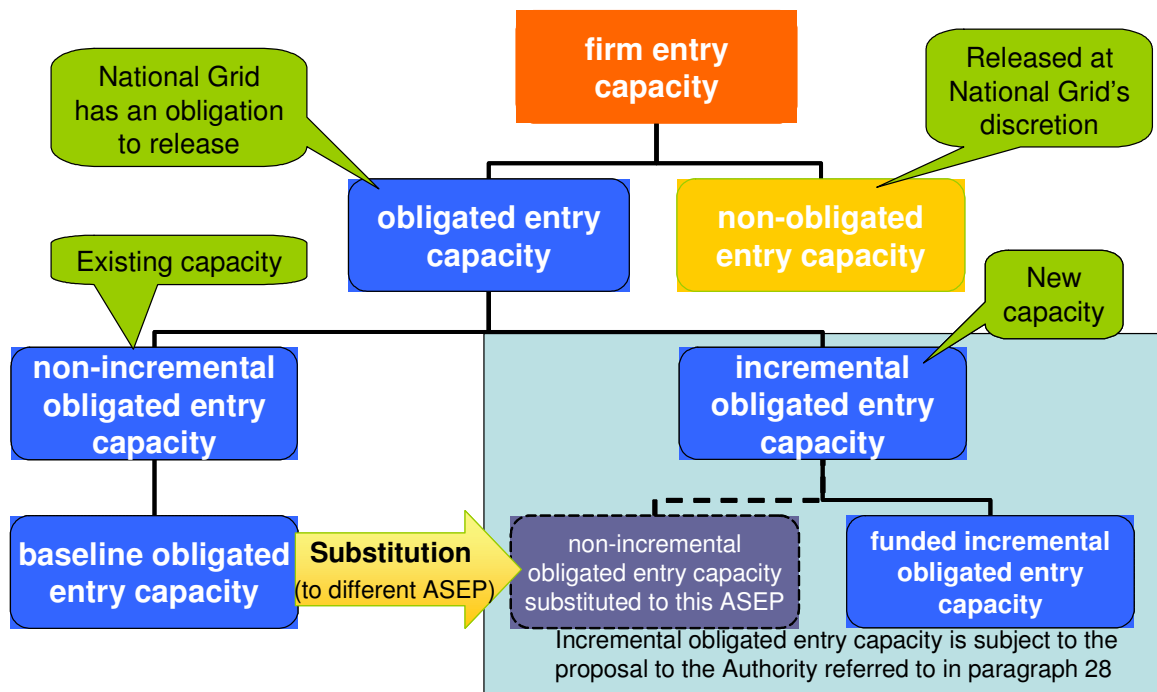 firm entry
capacity
National Grid
has an obligation
to release
Released at
National Grid's
discretion
obligated entry
capacity
non-obligated
entry capacity
Existing capacity
New
capacity
non-incremental
obligated entry
capacity
incremental
obligated entry
capacity
baseline obligated
entry capacity
Substitution
(to different ASEP)
non-incremental
obligated entry capacity
substituted to this ASEP
funded incremental
obligated entry
capacity
Incremental obligated entry capacity is subject to the
proposal to the Authority referred to in paragraph 28